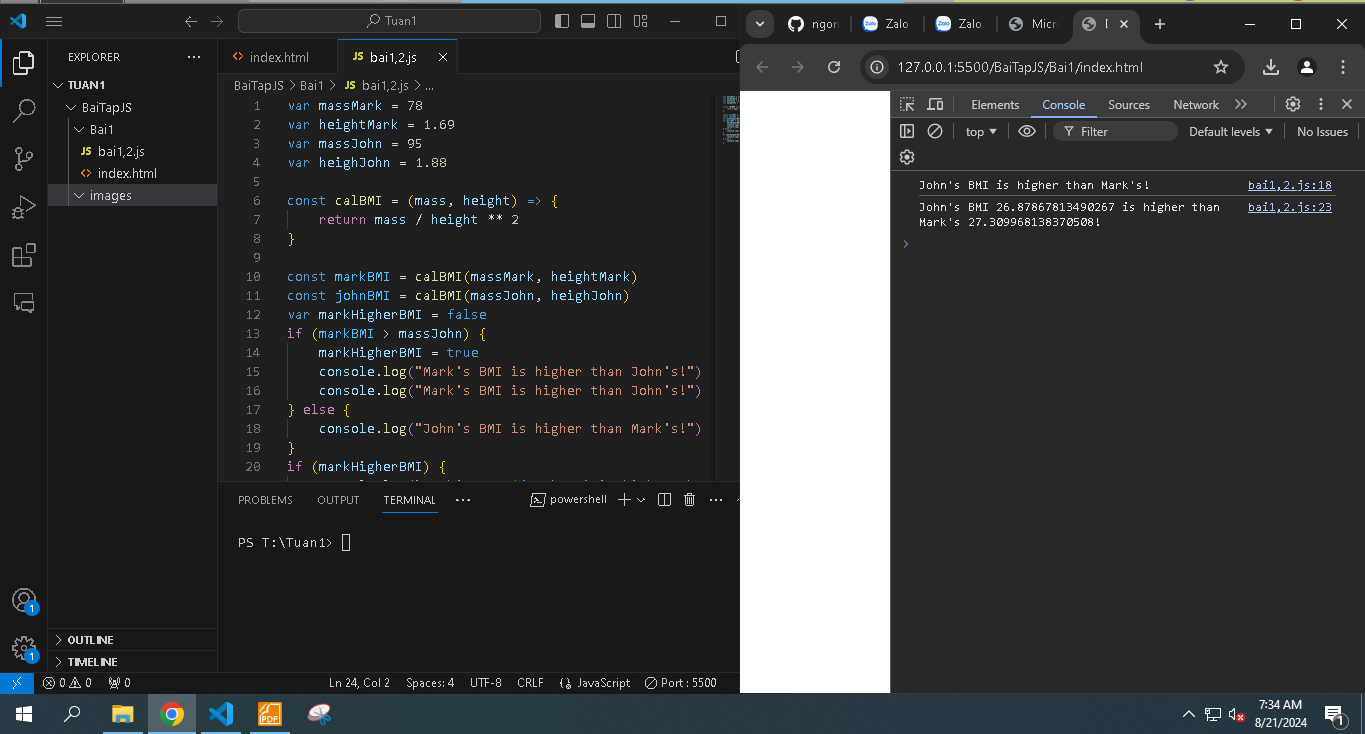 Tuan1
EXPLORER
TUAN1
BaiTapJS
Bai1
JS bai1,2.js
<> index.html
images
OUTLINE
TIMELINE
<> index.html
JS bai1,2.js
BaiTapJS > Bai1 > JS bai1,2.js > ...
1 var massMark = 78
2 var heightMark = 1.69
3 var massJohn = 95
4 var heighJohn = 1.88
5
6 const calBMI = (mass, height) => {
7 return mass / height ** 2
8 }
9
10 const markBMI = calBMI(massMark, heightMark)
11 const johnBMI = calBMI(massJohn, heighJohn)
12 var markHigherBMI = false
13 if (markBMI > massJohn) {
14 markHigherBMI = true
15 console.log("Mark's BMI is higher than John's!")
16 console.log("Mark's BMI is higher than John's!")
17 } else {
18 console.log("John's BMI is higher than Mark's!")
19 }
20 if (markHigherBMI) {
PROBLEMS OUTPUT TERMINAL ... powershell
PS T:\Tuan1>
1
1
0 0 0 Ln 24, Col 2 Spaces: 4 UTF-8 CRLF JavaScript Port : 5500
ngon Zalo Zalo Micr
127.0.0.1:5500/BaiTapJS/Bai1/index.html
Elements Console Sources Network
top Filter Default levels No Issues
John's BMI is higher than Mark's! bai1,2.js:18
John's BMI 26.87867813490267 is higher than bai1,2.js:23
Mark's 27.309968138370508!
PDF
7:34 AM
8/21/2024
1